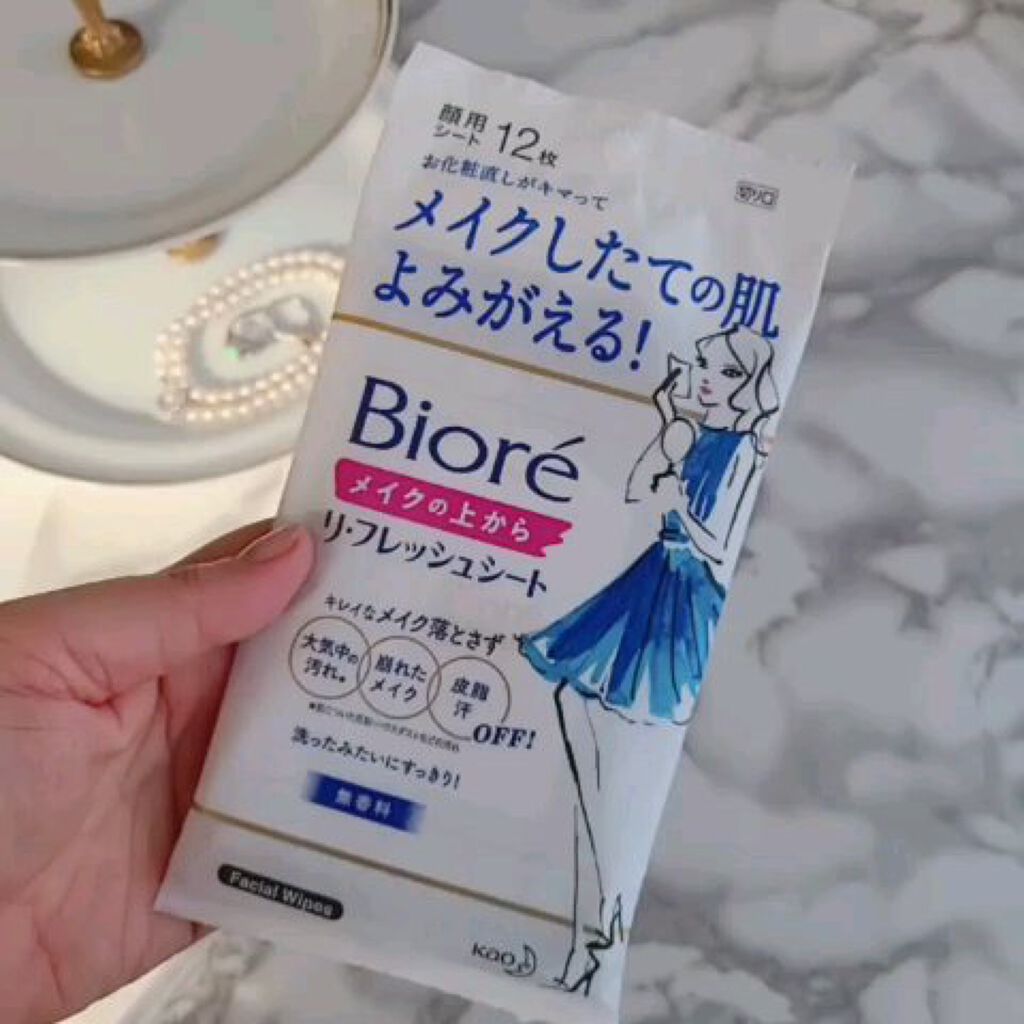 顔用
シート 12枚
切り口
お化粧直しがキマって
メイクしたての肌
よみがえる!
Bioré
メイクの上から
リ・フレッシュシート
キレイなメイク落とさず
大気中の
汚れ※
崩れた
メイク
皮脂
汗
OFF!
洗ったみたいにすっきり!
無香料
Facial Wipes
Kao